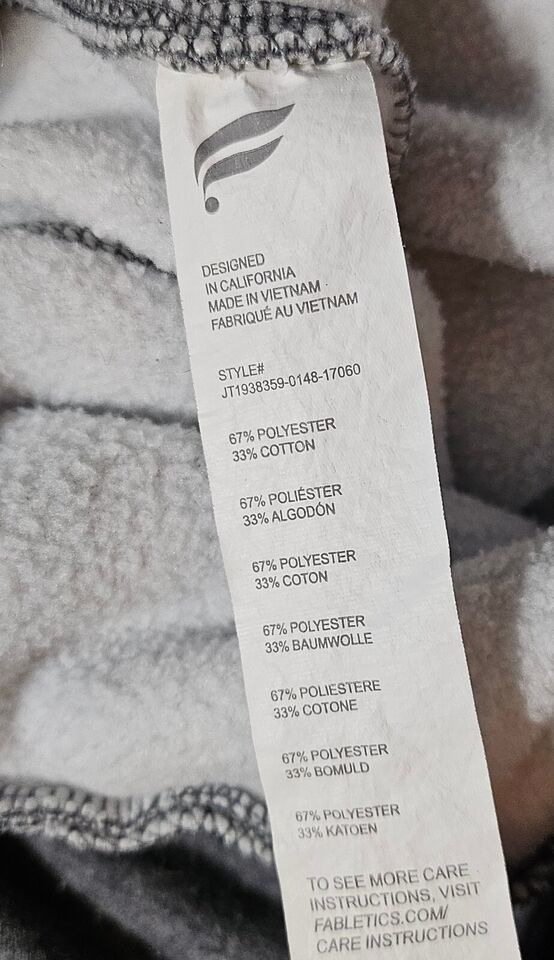 DESIGNED
IN CALIFORNIA
MADE IN VIETNAM
FABRIQUÉ AU VIETNAM
STYLE#
JT1938359-0148-17060
67% POLYESTER
33% COTTON
67% POLIÉSTER
33% ALGODÓN
67% POLYESTER
33% COTON
67% POLYESTER
33% BAUMWOLLE
67% POLIESTERE
33% COTONE
67% POLYESTER
33% BOMULD
67% POLYESTER
33% KATOEN
TO SEE MORE CARE
INSTRUCTIONS, VISIT
FABLETICS.COM/
CARE INSTRUCTIONS